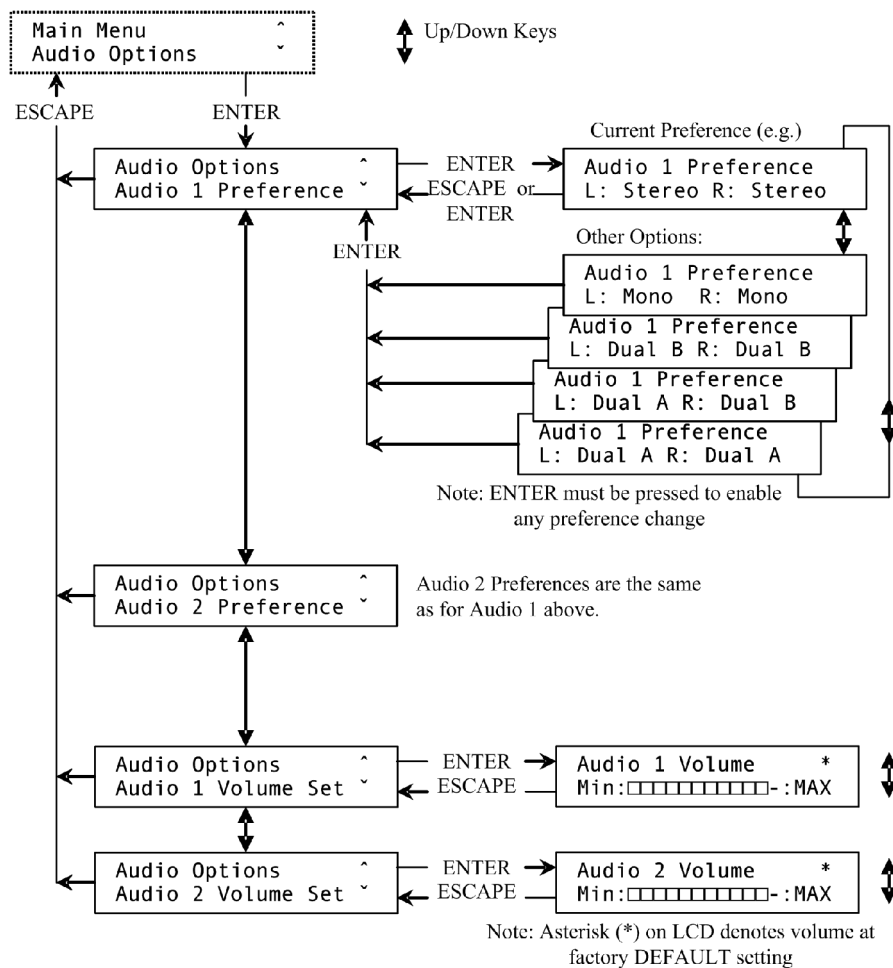 Main Menu ˆ
Audio Options ˇ
Up/Down Keys
ESCAPE
ENTER
Audio Options ˆ
Audio 1 Preference ˇ
ENTER
ESCAPE or
ENTER
Current Preference (e.g.)
Audio 1 Preference
L: Stereo R: Stereo
ENTER
Other Options:
Audio 1 Preference
L: Mono R: Mono
Audio 1 Preference
L: Dual B R: Dual B
Audio 1 Preference
L: Dual A R: Dual B
Audio 1 Preference
L: Dual A R: Dual A
Note: ENTER must be pressed to enable
any preference change
Audio Options ˆ
Audio 2 Preference ˇ
Audio 2 Preferences are the same
as for Audio 1 above.
Audio Options ˆ
Audio 1 Volume Set ˇ
ENTER
ESCAPE
Audio 1 Volume *
Min:□□□□□□□□□□□-:MAX
Audio Options ˆ
Audio 2 Volume Set ˇ
ENTER
ESCAPE
Audio 2 Volume *
Min:□□□□□□□□□□□-:MAX
Note: Asterisk (*) on LCD denotes volume at
factory DEFAULT setting